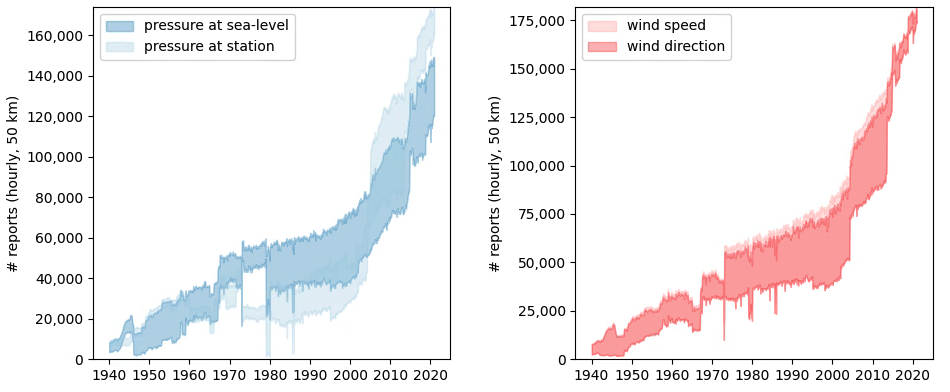 pressure at sea-level
pressure at station
# reports (hourly, 50 km)
160,000
140,000
120,000
100,000
80,000
60,000
40,000
20,000
0
1940 1950 1960 1970 1980 1990 2000 2010 2020
wind speed
wind direction
# reports (hourly, 50 km)
175,000
150,000
125,000
100,000
75,000
50,000
25,000
0
1940 1950 1960 1970 1980 1990 2000 2010 2020